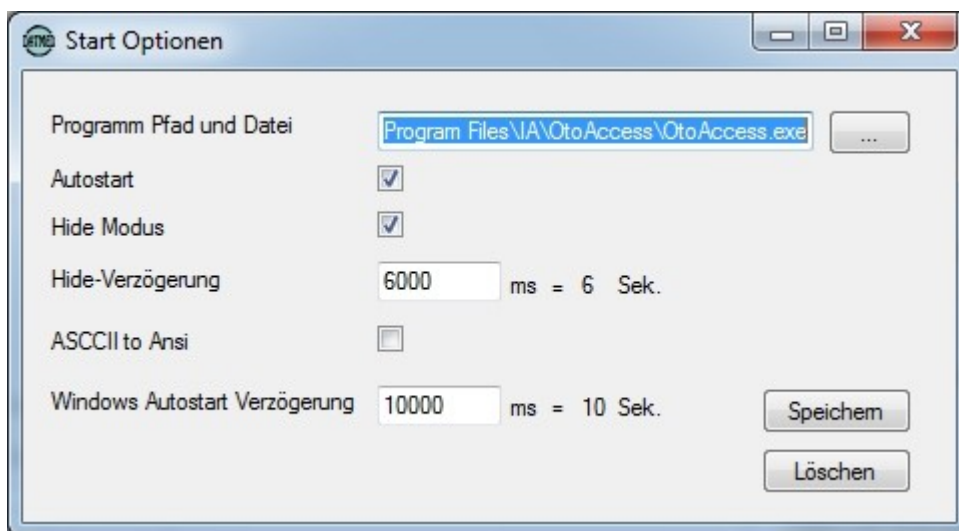 DATMED Start Optionen
Programm Pfad und Datei Program Files\IA\OtoAccess\OtoAccess.exe ...
Autostart
Hide Modus
Hide-Verzögerung 6000 ms = 6 Sek.
ASCCII to Ansi
Windows Autostart Verzögerung 10000 ms = 10 Sek.
Speichern
Löschen